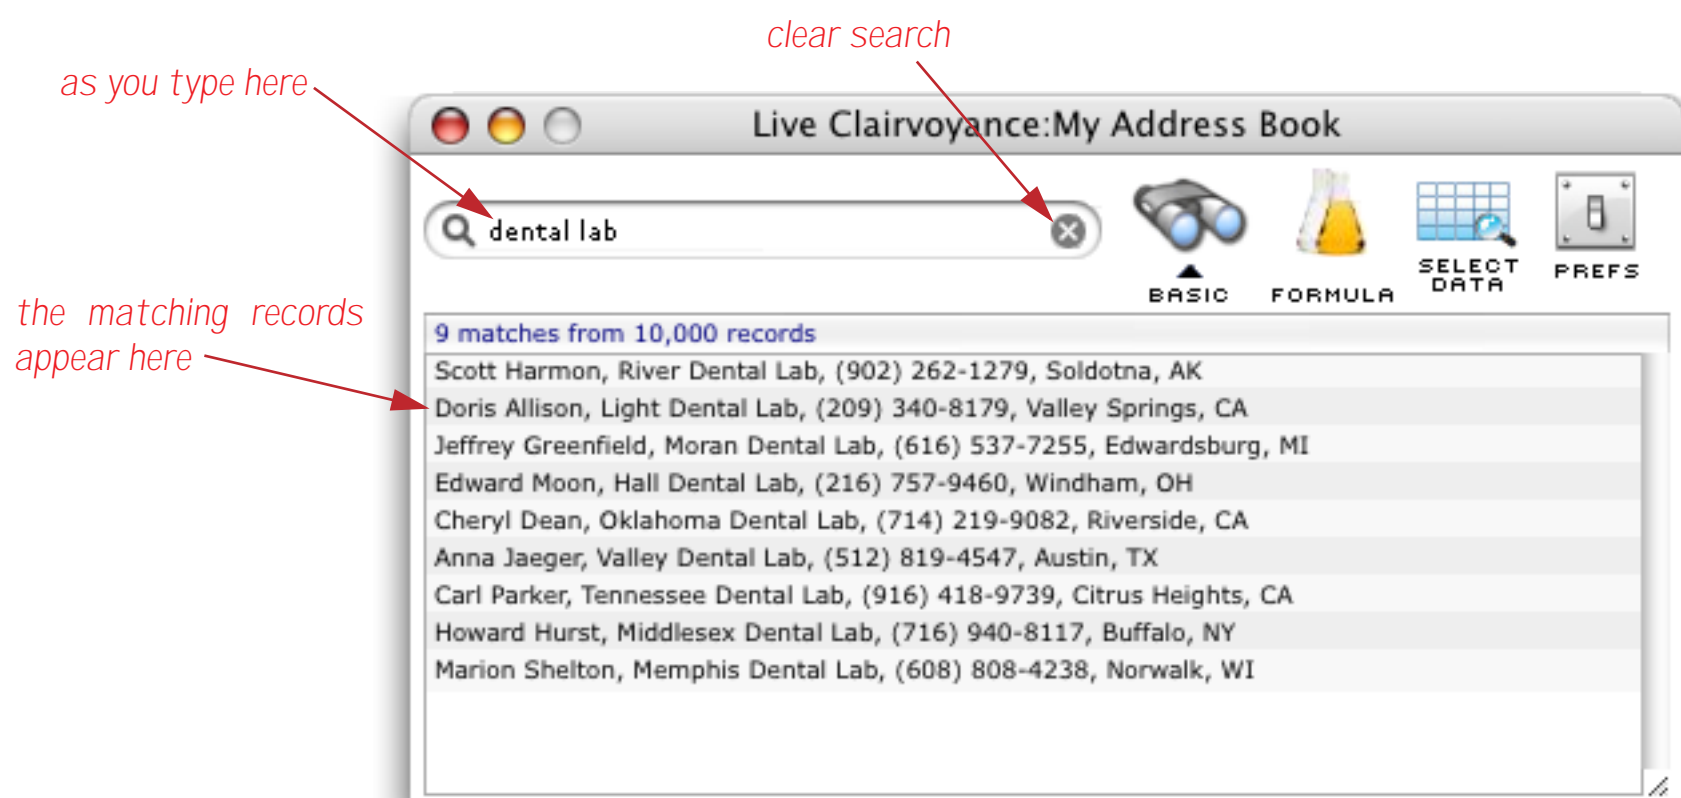 clear search
as you type here
Live Clairvoyance:My Address Book
dental lab
BASIC
FORMULA
SELECT
DATA
PREFS
the matching records
appear here
9 matches from 10,000 records
Scott Harmon, River Dental Lab, (902) 262-1279, Soldotna, AK
Doris Allison, Light Dental Lab, (209) 340-8179, Valley Springs, CA
Jeffrey Greenfield, Moran Dental Lab, (616) 537-7255, Edwardsburg, MI
Edward Moon, Hall Dental Lab, (216) 757-9460, Windham, OH
Cheryl Dean, Oklahoma Dental Lab, (714) 219-9082, Riverside, CA
Anna Jaeger, Valley Dental Lab, (512) 819-4547, Austin, TX
Carl Parker, Tennessee Dental Lab, (916) 418-9739, Citrus Heights, CA
Howard Hurst, Middlesex Dental Lab, (716) 940-8117, Buffalo, NY
Marion Shelton, Memphis Dental Lab, (608) 808-4238, Norwalk, WI